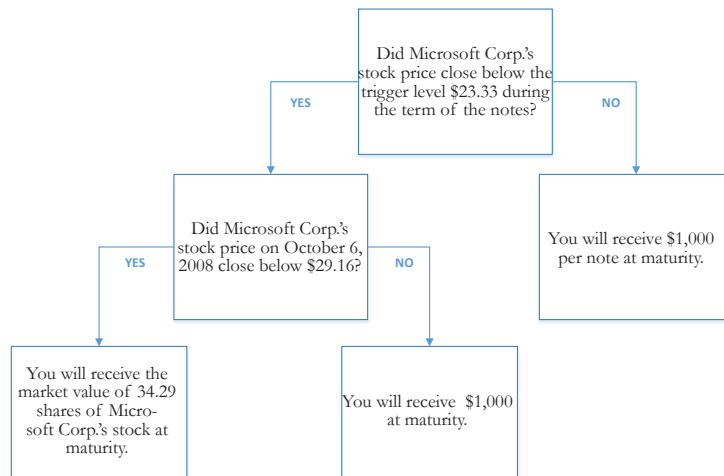 Did Microsoft Corp.'s
stock price close below the
trigger level $23.33 during
the term of the notes?
YES
NO
Did Microsoft Corp.'s
stock price on October 6,
2008 close below $29.16?
You will receive $1,000
per note at maturity.
YES
NO
You will receive the
market value of 34.29
shares of Micro-
soft Corp.'s stock at
maturity.
You will receive $1,000
at maturity.